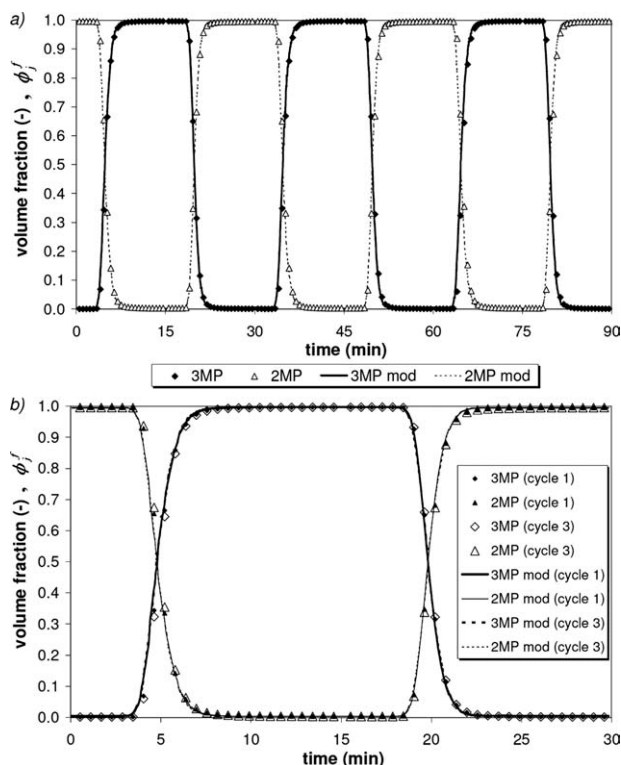 a)
volume fraction (-) , ϕ_j^f
1.0
0.9
0.8
0.7
0.6
0.5
0.4
0.3
0.2
0.1
0.0
0 15 30 45 60 75 90
time (min)
3MP 2MP 3MP mod 2MP mod
b)
volume fraction (-) , ϕ_j^f
1.0
0.9
0.8
0.7
0.6
0.5
0.4
0.3
0.2
0.1
0.0
3MP (cycle 1)
2MP (cycle 1)
3MP (cycle 3)
2MP (cycle 3)
3MP mod (cycle 1)
2MP mod (cycle 1)
3MP mod (cycle 3)
2MP mod (cycle 3)
0 5 10 15 20 25 30
time (min)